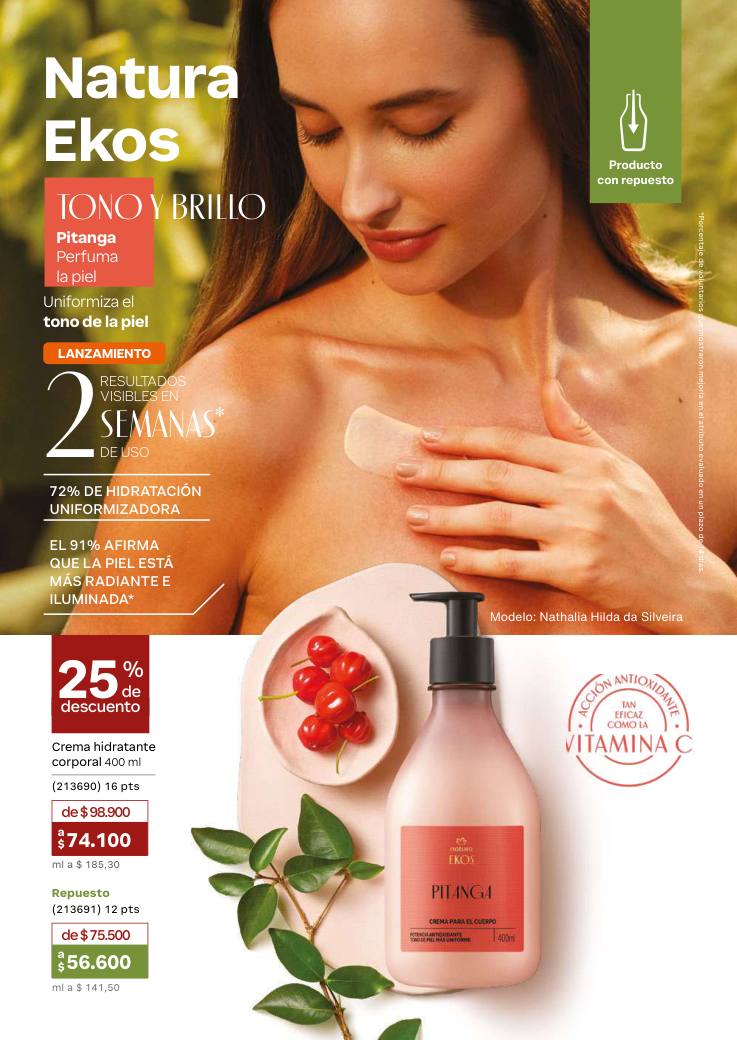 Natura
Ekos
TONO Y BRILLO
Pitanga
Perfuma
la piel
Uniformiza el
tono de la piel
LANZAMIENTO
2 RESULTADOS
VISIBLES EN
SEMANAS*
DE USO
72% DE HIDRATACIÓN
UNIFORMIZADORA
EL 91% AFIRMA
QUE LA PIEL ESTÁ
MÁS RADIANTE E
ILUMINADA*
Producto
con repuesto
Modelo: Nathalia Hilda da Silveira
25%
de
descuento
Crema hidratante
corporal 400 ml
(213690) 16 pts
de $ 98.900
a $ 74.100
ml a $ 185,30
Repuesto
(213691) 12 pts
de $ 75.500
a $ 56.600
ml a $ 141,50
ACCIÓN ANTIOXIDANTE
TAN
EFICAZ
COMO LA
VITAMINA C
EKOS
PITANGA
CREMA PARA EL CUERPO
POTENCIA ANTIOXIDANTE
TONO DE PIEL MÁS UNIFORME
400ml